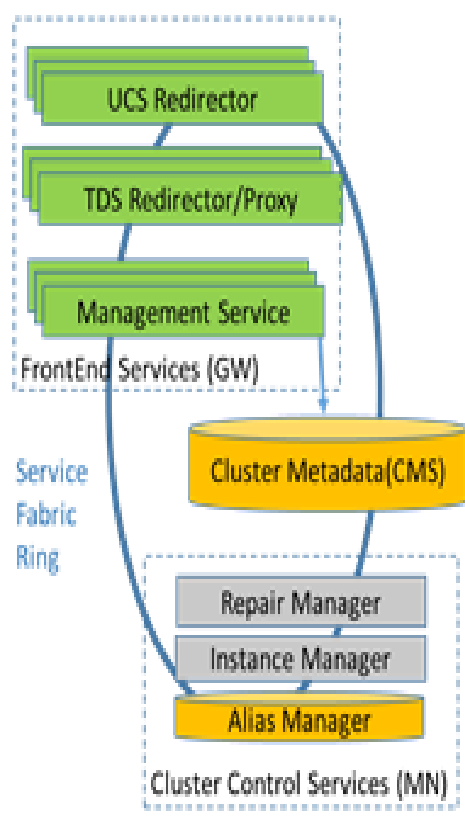 UCS Redirector
TDS Redirector/Proxy
Management Service
FrontEnd Services (GW)
Cluster Metadata(CMS)
Service
Fabric
Ring
Repair Manager
Instance Manager
Alias Manager
Cluster Control Services (MN)